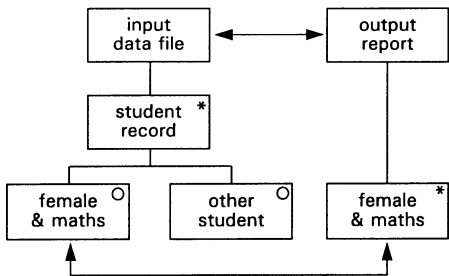 input
data file
output
report
student *
record
female O
& maths
other O
student
female *
& maths